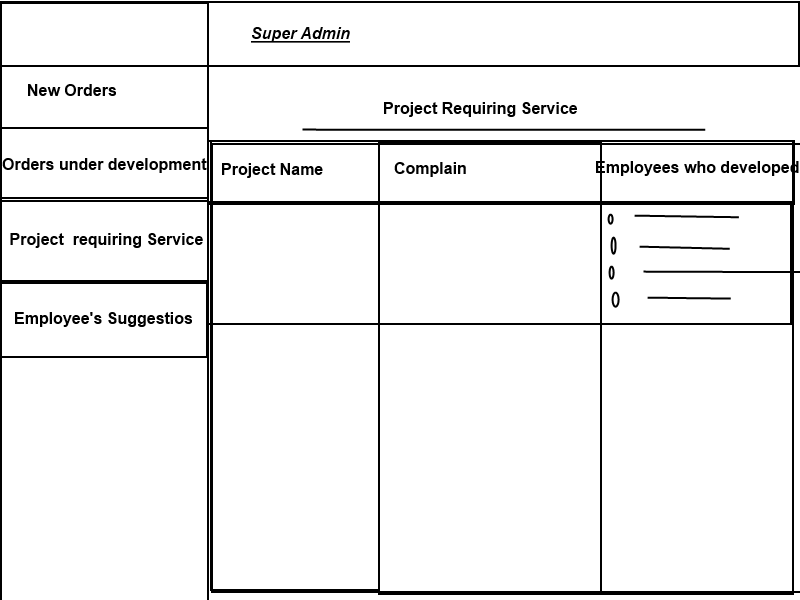 Super Admin
New Orders
Project Requiring Service
Orders under development
Project Name
Complain
Employees who developed
Project requiring Service
Employee's Suggestios